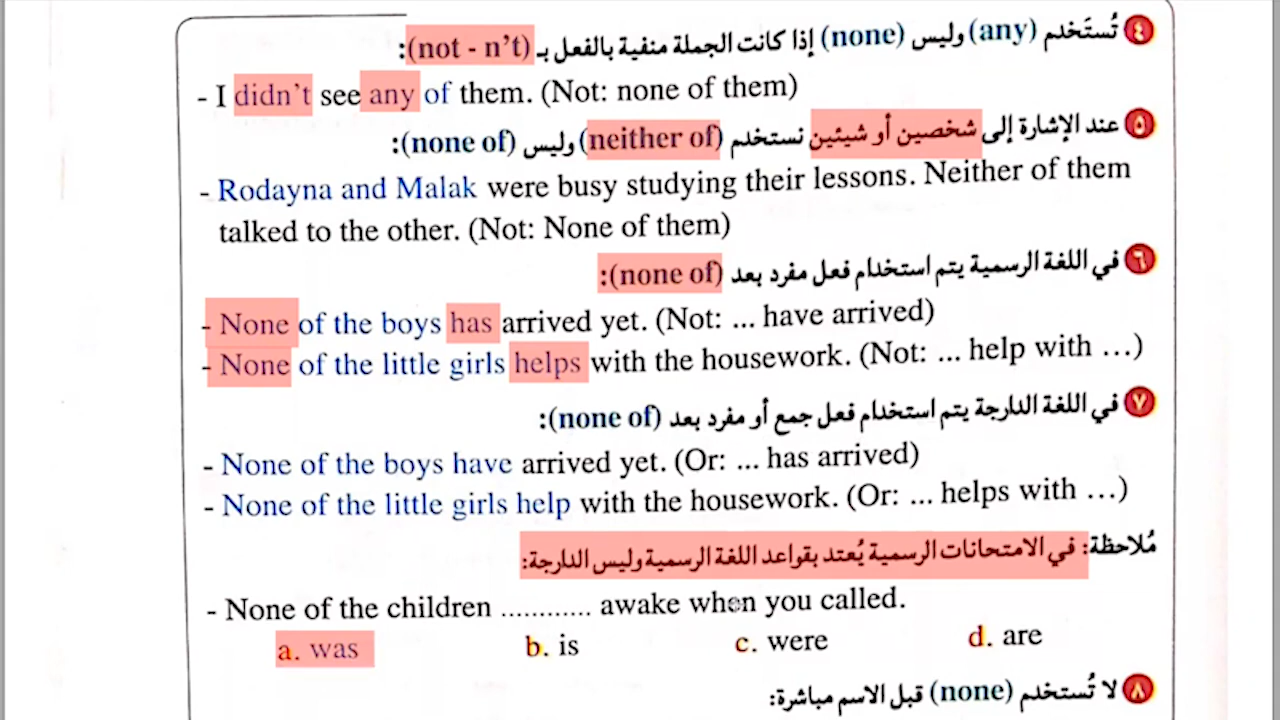 ٤ تُستَخدم (any) وليس (none) إذا كانت الجملة منفية بالفعل بـ (not - n’t):
- I didn’t see any of them. (Not: none of them)
٥ عند الإشارة إلى شخصين أو شيئين نستخدم (neither of) وليس (none of):
- Rodayna and Malak were busy studying their lessons. Neither of them
talked to the other. (Not: None of them)
٦ في اللغة الرسمية يتم استخدام فعل مفرد بعد (none of):
- None of the boys has arrived yet. (Not: ... have arrived)
- None of the little girls helps with the housework. (Not: ... help with ...)
٧ في اللغة الدارجة يتم استخدام فعل جمع أو مفرد بعد (none of):
- None of the boys have arrived yet. (Or: ... has arrived)
- None of the little girls help with the housework. (Or: ... helps with ...)
مُلاحظة: في الامتحانات الرسمية يُعتد بقواعد اللغة الرسمية وليس الدارجة:
- None of the children ............ awake when you called.
a. was b. is c. were d. are
٨ لا تُستخدم (none) قبل الاسم مباشرة: